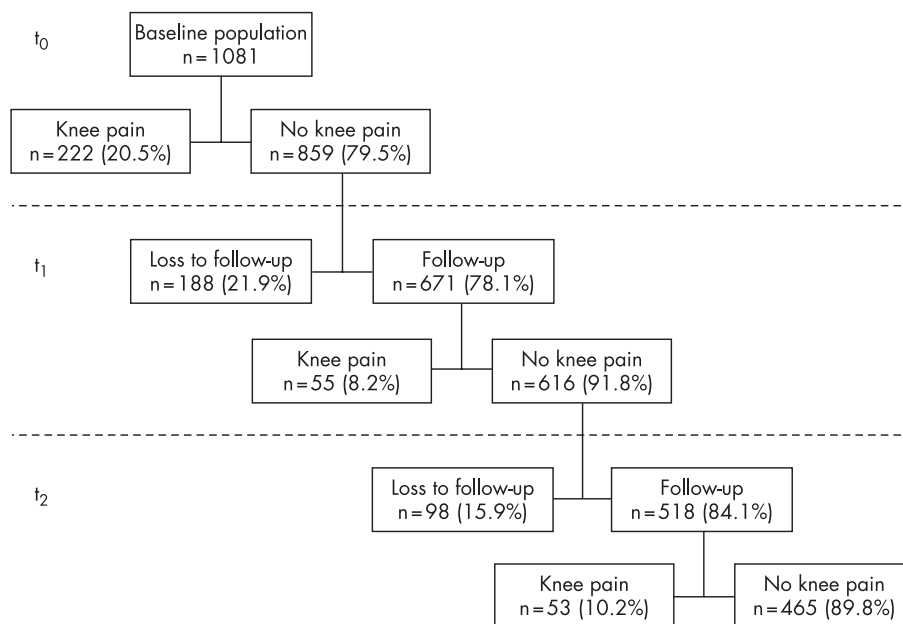 t0
Baseline population
n=1081
Knee pain
n=222 (20.5%)
No knee pain
n=859 (79.5%)
t1
Loss to follow-up
n=188 (21.9%)
Follow-up
n=671 (78.1%)
Knee pain
n=55 (8.2%)
No knee pain
n=616 (91.8%)
t2
Loss to follow-up
n=98 (15.9%)
Follow-up
n=518 (84.1%)
Knee pain
n=53 (10.2%)
No knee pain
n=465 (89.8%)